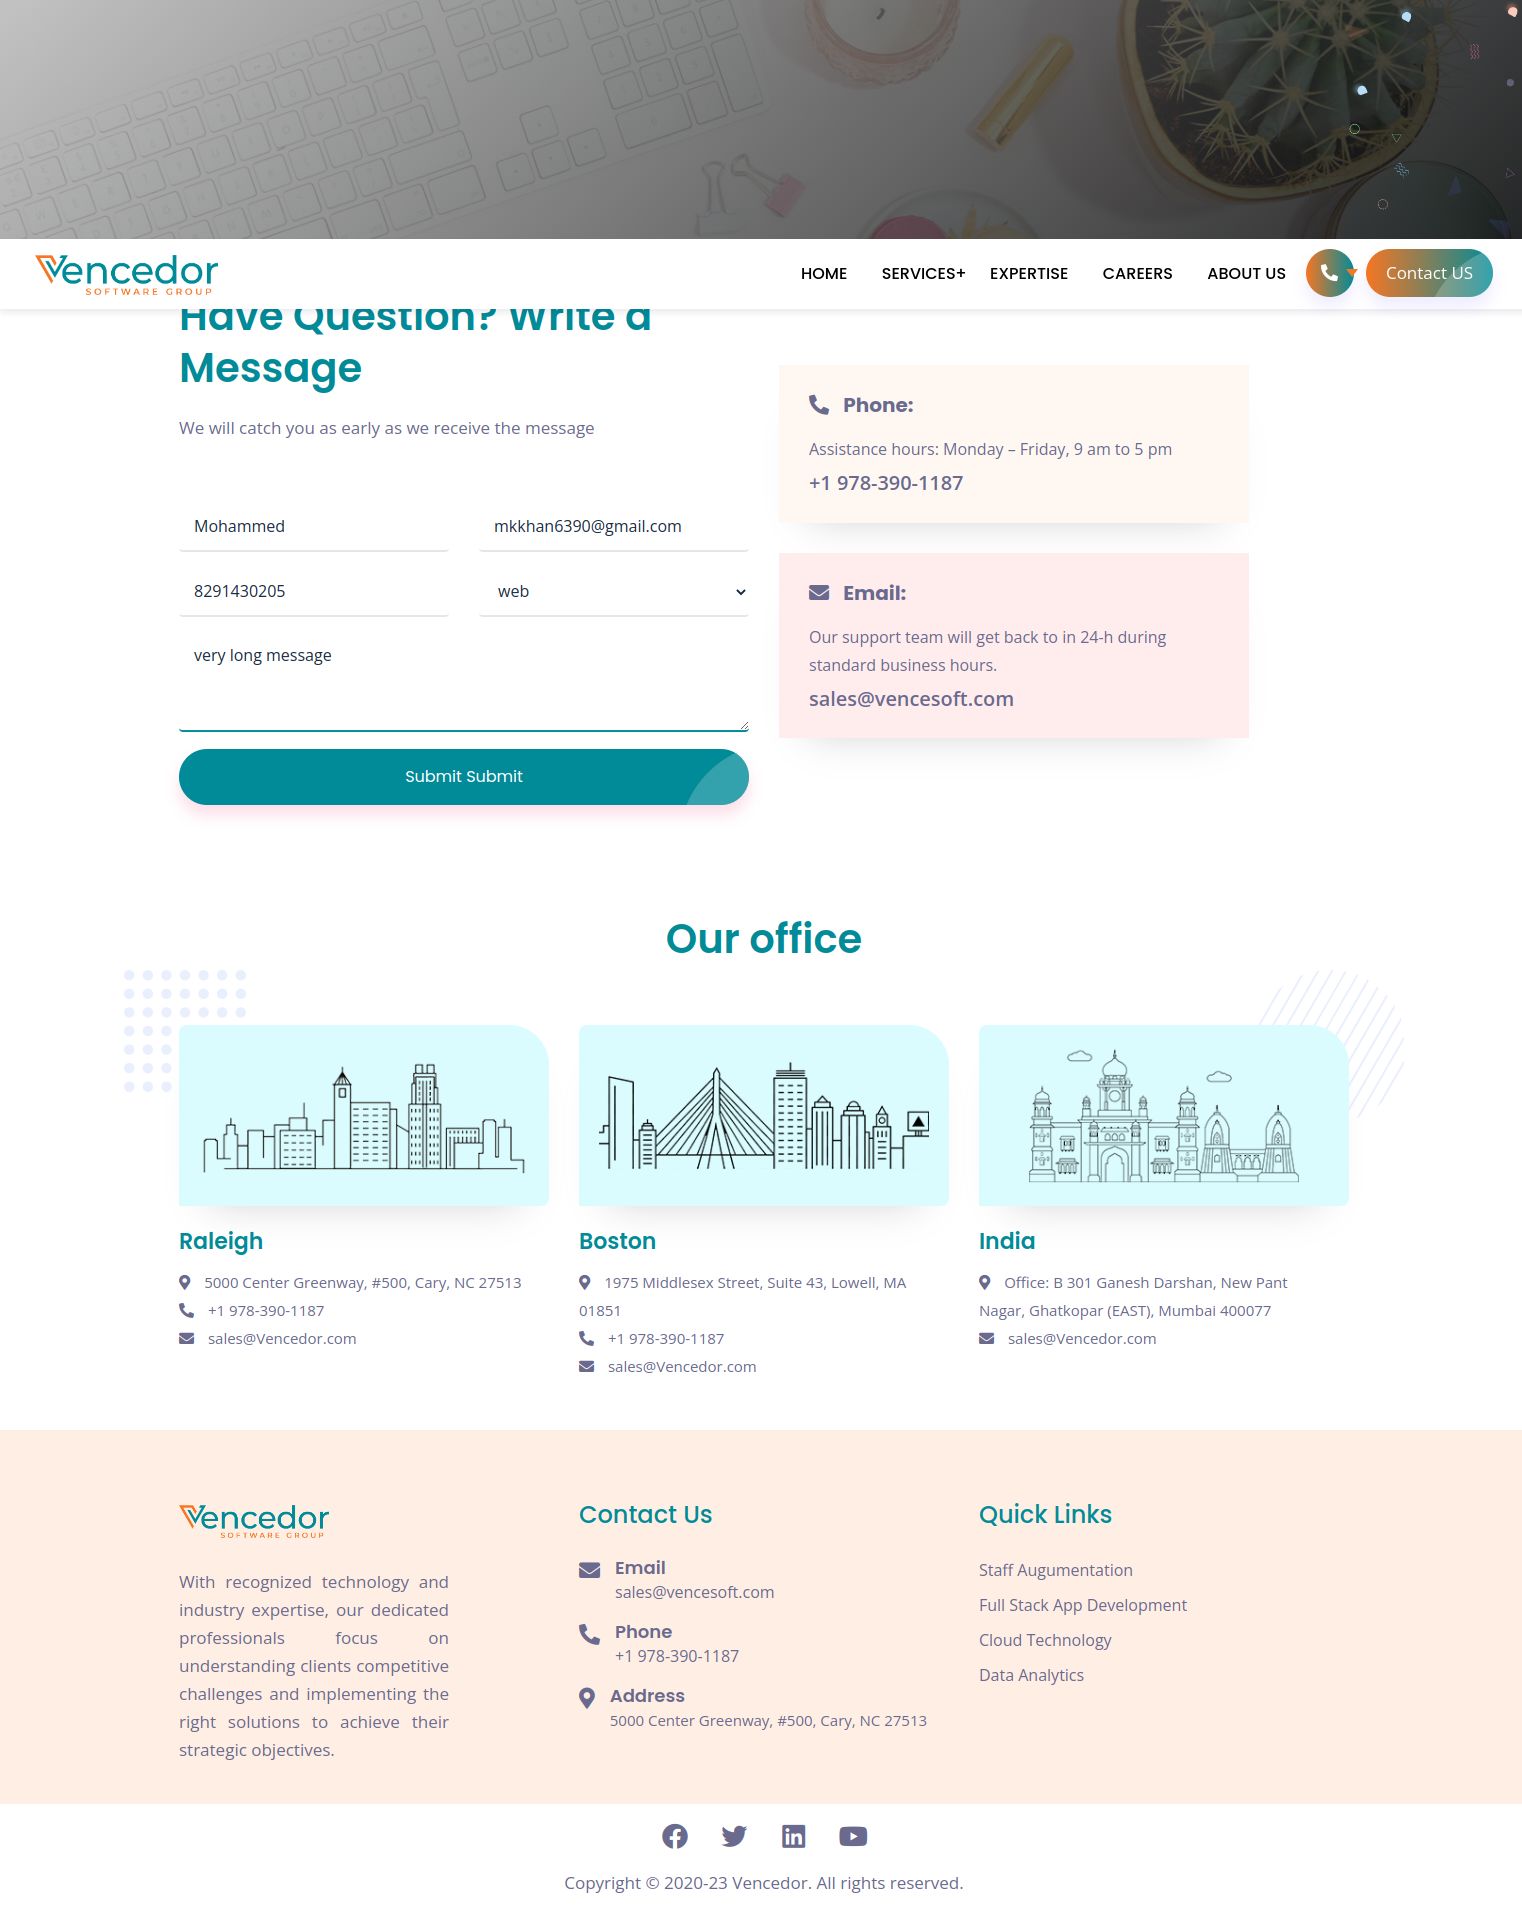 Vencedor
SOFTWARE GROUP
HOME SERVICES+ EXPERTISE CAREERS ABOUT US Contact US
Have Question? Write a
Message
We will catch you as early as we receive the message
Mohammed mkkhan6390@gmail.com
8291430205 web
very long message
Submit Submit
Phone:
Assistance hours: Monday – Friday, 9 am to 5 pm
+1 978-390-1187
Email:
Our support team will get back to in 24-h during
standard business hours.
sales@vencesoft.com
Our office
Raleigh
5000 Center Greenway, #500, Cary, NC 27513
+1 978-390-1187
sales@Vencedor.com
Boston
1975 Middlesex Street, Suite 43, Lowell, MA
01851
+1 978-390-1187
sales@Vencedor.com
India
Office: B 301 Ganesh Darshan, New Pant
Nagar, Ghatkopar (EAST), Mumbai 400077
sales@Vencedor.com
Vencedor
SOFTWARE GROUP
With recognized technology and
industry expertise, our dedicated
professionals focus on
understanding clients competitive
challenges and implementing the
right solutions to achieve their
strategic objectives.
Contact Us
Email
sales@vencesoft.com
Phone
+1 978-390-1187
Address
5000 Center Greenway, #500, Cary, NC 27513
Quick Links
Staff Augumentation
Full Stack App Development
Cloud Technology
Data Analytics
Copyright © 2020-23 Vencedor. All rights reserved.